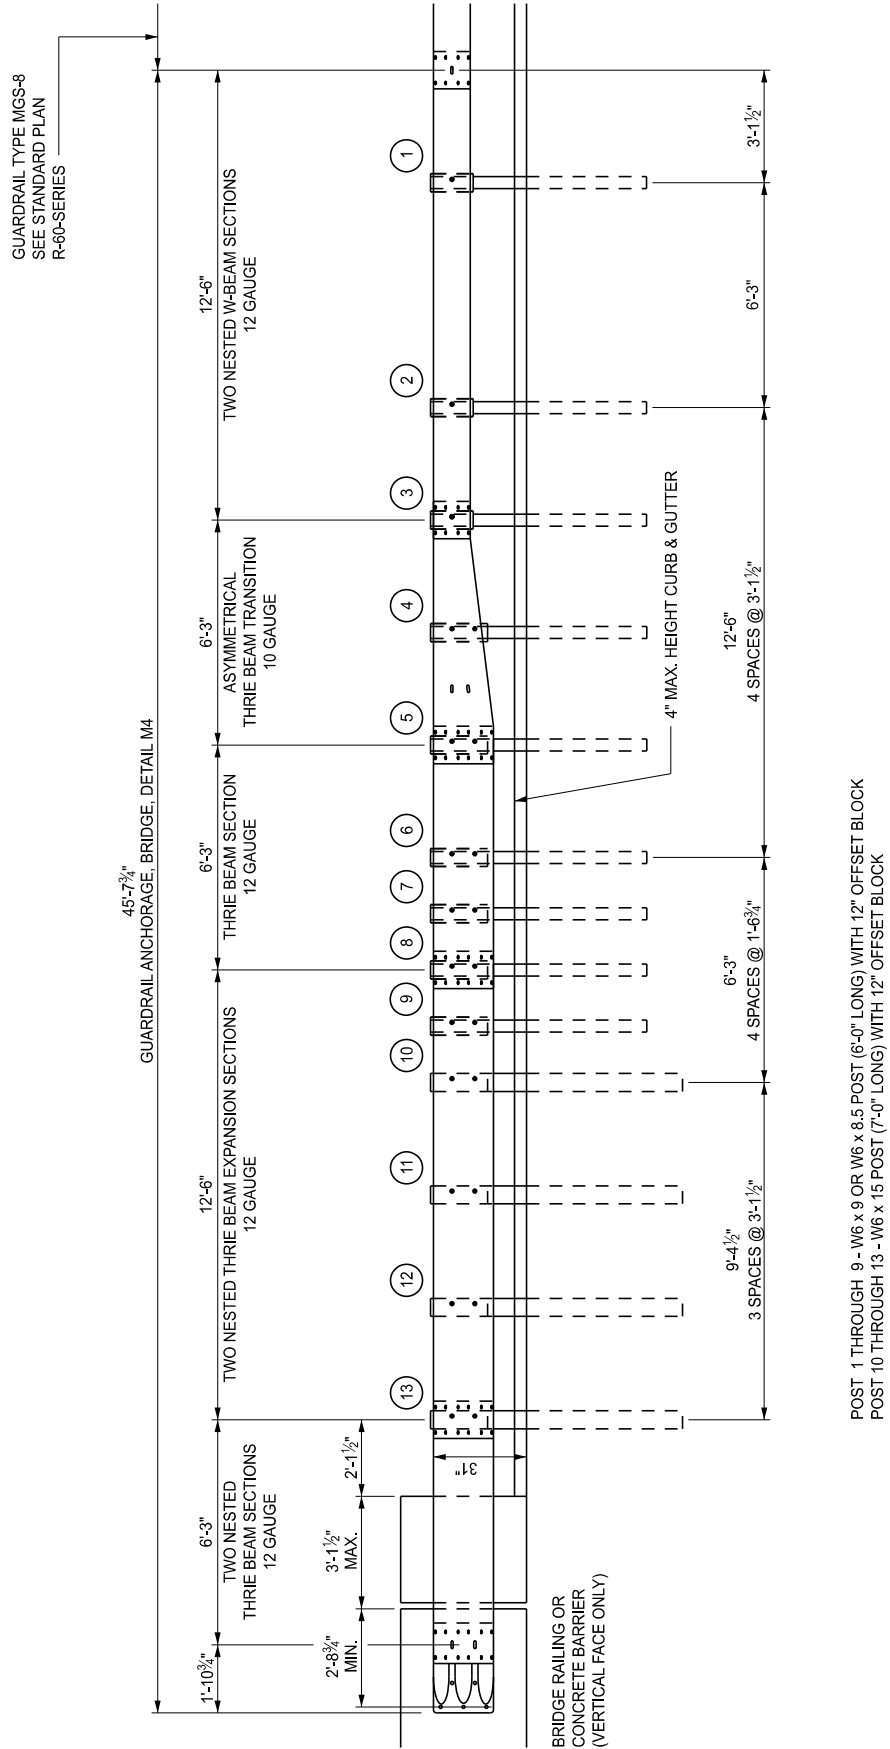 GUARDRAIL TYPE MGS-8
SEE STANDARD PLAN
R-60-SERIES
45'-7¾"
GUARDRAIL ANCHORAGE, BRIDGE, DETAIL M4
1'-10¾"
6'-3"
TWO NESTED
THRIE BEAM SECTIONS
12 GAUGE
12'-6"
TWO NESTED THRIE BEAM EXPANSION SECTIONS
12 GAUGE
6'-3"
THRIE BEAM SECTION
12 GAUGE
6'-3"
ASYMMETRICAL
THRIE BEAM TRANSITION
10 GAUGE
12'-6"
TWO NESTED W-BEAM SECTIONS
12 GAUGE
2'-8¾"
MIN.
3'-1½"
MAX.
2'-1½"
13
12
11
10
9
8
7
6
5
4
3
2
1
31"
BRIDGE RAILING OR
CONCRETE BARRIER
(VERTICAL FACE ONLY)
4" MAX. HEIGHT CURB & GUTTER
9'-4½"
3 SPACES @ 3'-1½"
6'-3"
4 SPACES @ 1'-6¾"
12'-6"
4 SPACES @ 3'-1½"
6'-3"
3'-1½"
POST 1 THROUGH 9 - W6 x 9 OR W6 x 8.5 POST (6'-0" LONG) WITH 12" OFFSET BLOCK
POST 10 THROUGH 13 - W6 x 15 POST (7'-0" LONG) WITH 12" OFFSET BLOCK